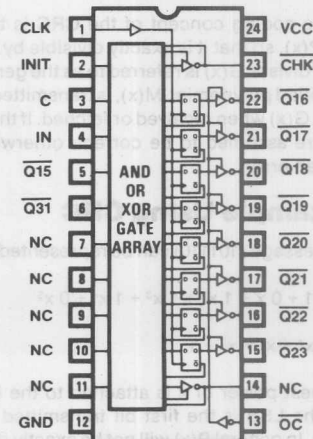 CLK 1 24 VCC
INIT 2 23 CHK
C 3 22 Q16
IN 4 21 Q17
Q15 5 20 Q18
Q31 6 19 Q19
NC 7 18 Q20
NC 8 17 Q21
NC 9 16 Q22
NC 10 15 Q23
NC 11 14 NC
GND 12 13 OC
AND
OR
XOR
GATE
ARRAY